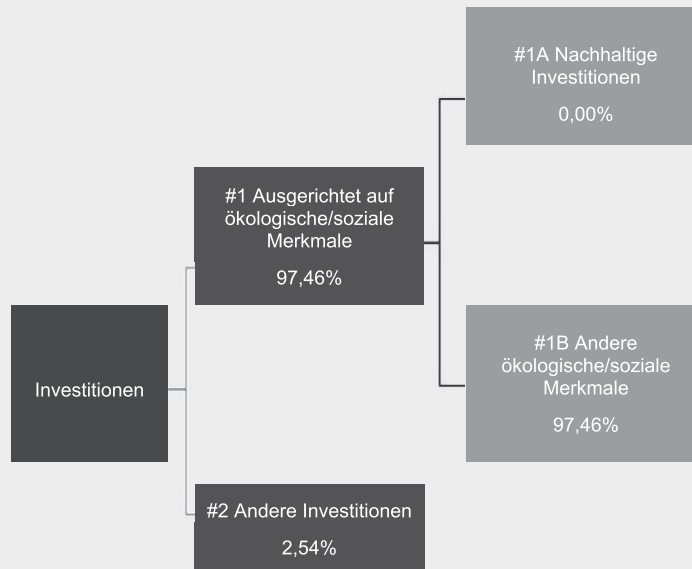 #1A Nachhaltige
Investitionen
0,00%
#1 Ausgerichtet auf
ökologische/soziale
Merkmale
97,46%
#1B Andere
ökologische/soziale
Merkmale
97,46%
Investitionen
#2 Andere Investitionen
2,54%